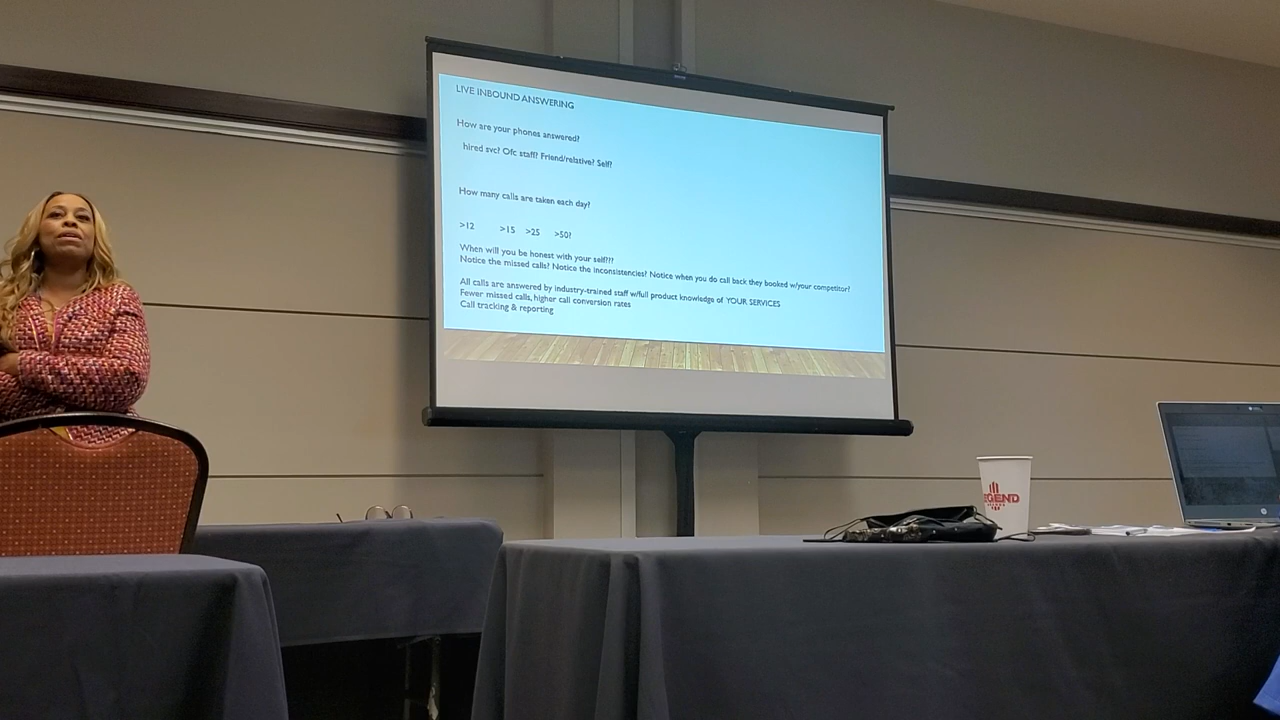 LIVE INBOUND ANSWERING
How are your phones answered?
hired svc? Ofc staff? Friend/relative? Self?
How many calls are taken each day?
>12 >15 >25 >50?
When will you be honest with your self???
Notice the missed calls? Notice the inconsistencies? Notice when you do call back they booked w/your competitor?
All calls are answered by industry-trained staff w/full product knowledge of YOUR SERVICES
Fewer missed calls, higher call conversion rates
Call tracking & reporting
EGEND